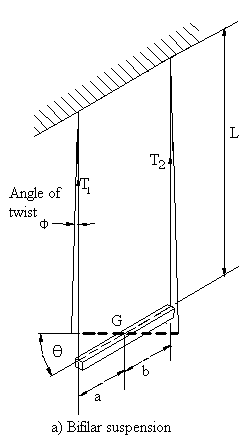 L
T2
T1
Angle of
twist
Φ
G
Θ
b
a
a) Bifilar suspension